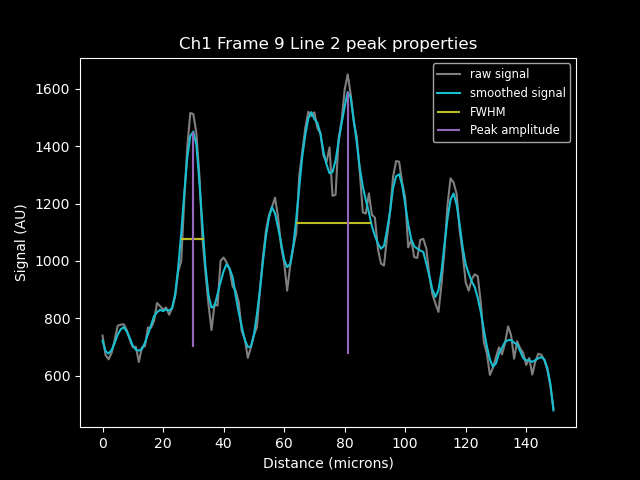 Ch1 Frame 9 Line 2 peak properties
raw signal
smoothed signal
FWHM
Peak amplitude
1600
1400
1200
1000
800
600
Signal (AU)
0 20 40 60 80 100 120 140
Distance (microns)